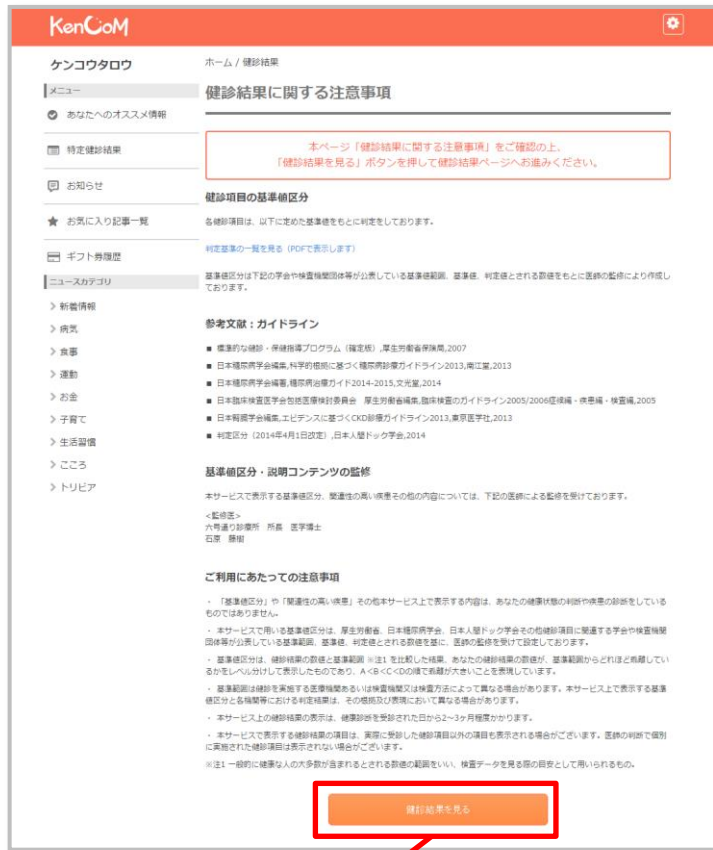 KenCoM
ケンコウタロウ
メニュー
あなたへのオススメ情報
特定健診結果
お知らせ
お気に入り記事一覧
ギフト券履歴
ニュースカテゴリ
新着情報
病気
食事
運動
お金
子育て
生活習慣
こころ
トリビア
ホーム / 健診結果
健診結果に関する注意事項
本ページ「健診結果に関する注意事項」をご確認の上、
「健診結果を見る」ボタンを押して健診結果ページへお進みください。
健診項目の基準値区分
各健診項目は、以下に定めた基準値をもとに判定をしております。
判定基準の一覧を見る（PDFで表示します）
基準値区分は下記の学会や検査機関団体等が公表している基準値範囲、基準値、判定値とされる数値をもとに医師の監修により作成し
ております。
参考文献：ガイドライン
■ 標準的な健診・保健指導プログラム（確定版）,厚生労働省保険局,2007
■ 日本糖尿病学会編集,科学的根拠に基づく糖尿病診療ガイドライン2013,南江堂,2013
■ 日本糖尿病学会編著,糖尿病治療ガイド2014-2015,文光堂,2014
■ 日本臨床検査医学会包括医療検討委員会　厚生労働省編集,臨床検査のガイドライン2005/2006症候編・疾患編・検査編,2005
■ 日本腎臓学会編集,エビデンスに基づくCKD診療ガイドライン2013,東京医学社,2013
■ 判定区分（2014年4月1日改定）,日本人間ドック学会,2014
基準値区分・説明コンテンツの監修
本サービスで表示する基準値区分、関連性の高い疾患その他の内容については、下記の医師による監修を受けております。
<監修医>
六号通り診療所　所長　医学博士
石原　藤樹
ご利用にあたっての注意事項
・ 「基準値区分」や「関連性の高い疾患」その他本サービス上で表示する内容は、あなたの健康状態の判断や疾患の診断をしている
ものではありません。
・ 本サービスで用いる基準値区分は、厚生労働省、日本糖尿病学会、日本人間ドック学会その他健診項目に関連する学会や検査機関
団体等が公表している基準範囲、基準値、判定値とされる数値を基に、医師の監修を受けて設定しております。
・ 基準値区分は、健診結果の数値と基準範囲 ※注1 を比較した結果、あなたの健診結果の数値が、基準範囲からどれほど乖離してい
るかをレベル分けして表示したものであり、A<B<C<Dの順で乖離が大きいことを表現しています。
・ 基準範囲は健診を実施する医療機関あるいは検査機関又は検査方法によって異なる場合があります。本サービス上で表示する基準
値区分と各機関等における判定結果は、その根拠及び表現において異なる場合があります。
・ 本サービス上の健診結果の表示は、健康診断を受診された日から2~3ヶ月程度かかります。
・ 本サービスで表示する健診結果の項目は、実際に受診した健診項目以外の項目も表示される場合がございます。医師の判断で個別
に実施された健診項目は表示されない場合がございます。
※注1 一般的に健康な人の大多数が含まれるとされる数値の範囲をいい、検査データを見る際の目安として用いられるもの。
健診結果を見る